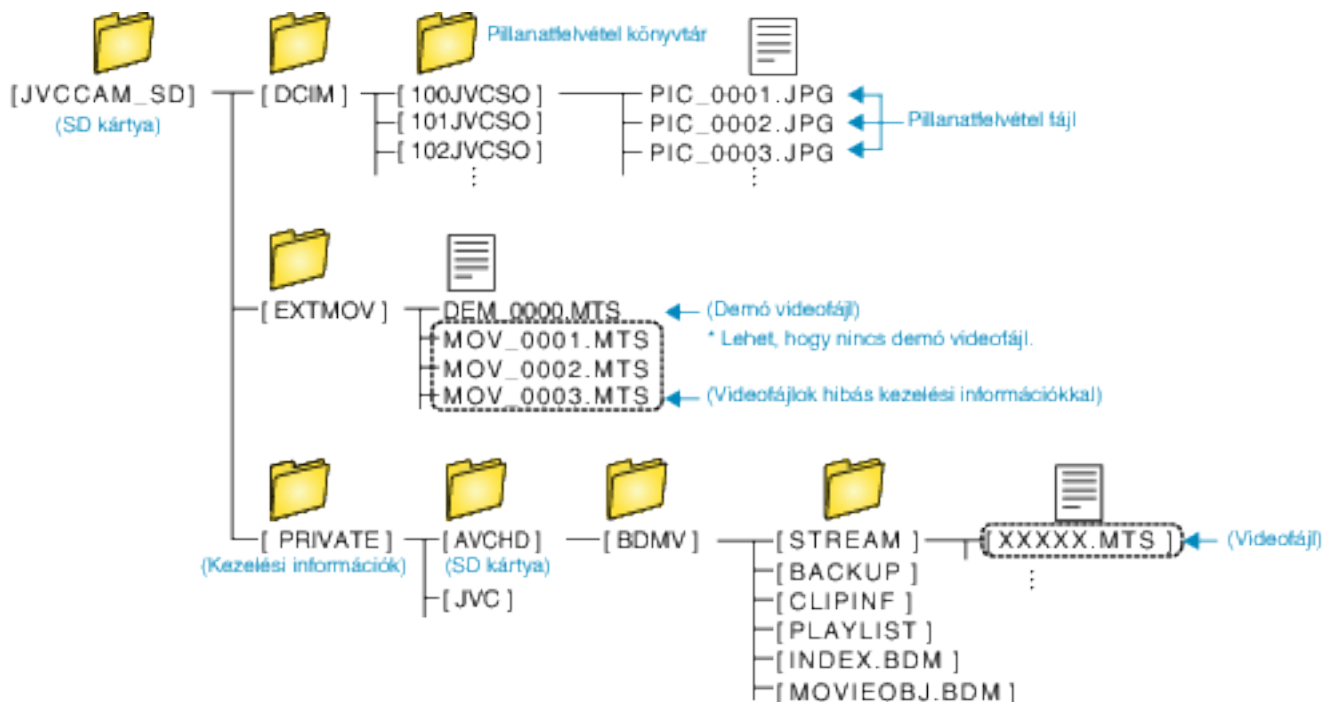 Pillanatfelvétel könyvtár
[JVCCAM_SD]
(SD kártya)
[DCIM]
[100JVCSO]
[101JVCSO]
[102JVCSO]
PIC_0001.JPG
PIC_0002.JPG
PIC_0003.JPG
Pillanatfelvétel fájl
[EXTMOV]
DEM_0000.MTS
(Demó videofájl)
MOV_0001.MTS
* Lehet, hogy nincs demó videofájl.
MOV_0002.MTS
MOV_0003.MTS
(Videofájlok hibás kezelési információkkal)
[PRIVATE]
(Kezelési információk)
[AVCHD]
(SD kártya)
[JVC]
[BDMV]
[STREAM]
[BACKUP]
[CLIPINF]
[PLAYLIST]
[INDEX.BDM]
[MOVIEOBJ.BDM]
[XXXXX.MTS]
(Videofájl)